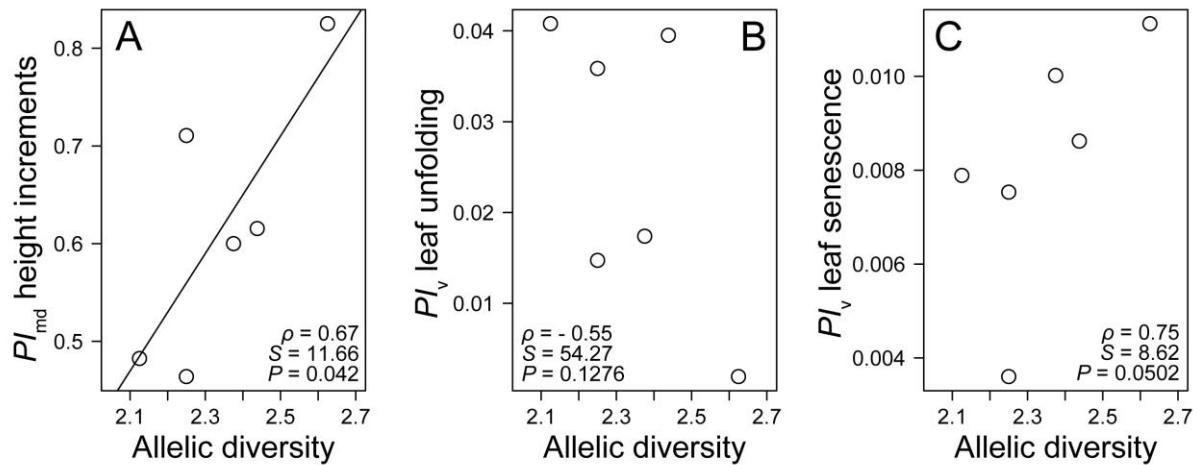 A
PI_md height increments
0.8
0.7
0.6
0.5
ρ = 0.67
S = 11.66
P = 0.042
2.1 2.3 2.5 2.7
Allelic diversity
B
PI_v leaf unfolding
0.04
0.03
0.02
0.01
ρ = - 0.55
S = 54.27
P = 0.1276
2.1 2.3 2.5 2.7
Allelic diversity
C
PI_v leaf senescence
0.010
0.008
0.006
0.004
ρ = 0.75
S = 8.62
P = 0.0502
2.1 2.3 2.5 2.7
Allelic diversity